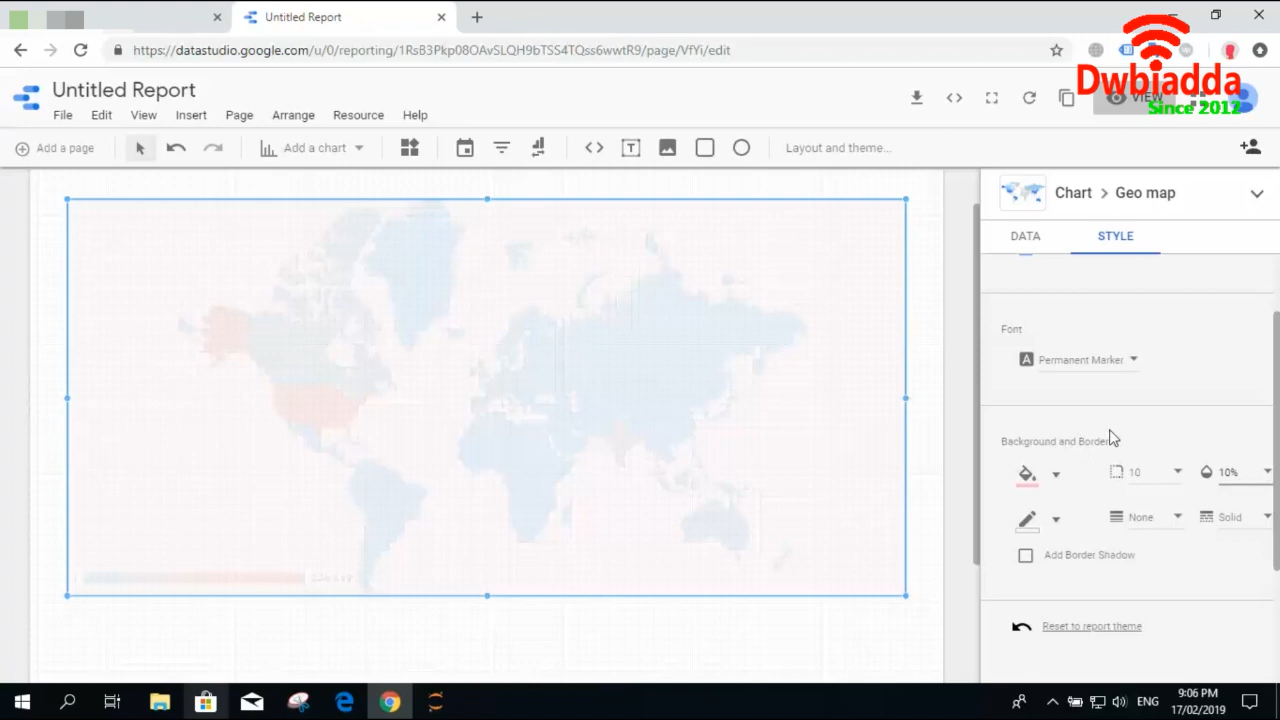 Untitled Report
https://datastudio.google.com/u/0/reporting/1RsB3Pkp08OAvSLQH9bTSS4TQss6wwtR9/page/VfYi/edit
Dwbiadda
Since 2012
Untitled Report
VIEW
File Edit View Insert Page Arrange Resource Help
Add a page Add a chart Layout and theme...
Chart > Geo map
DATA STYLE
Font
A Permanent Marker
Background and Border
10 10%
None Solid
Add Border Shadow
Reset to report theme
ENG
9:06 PM
17/02/2019